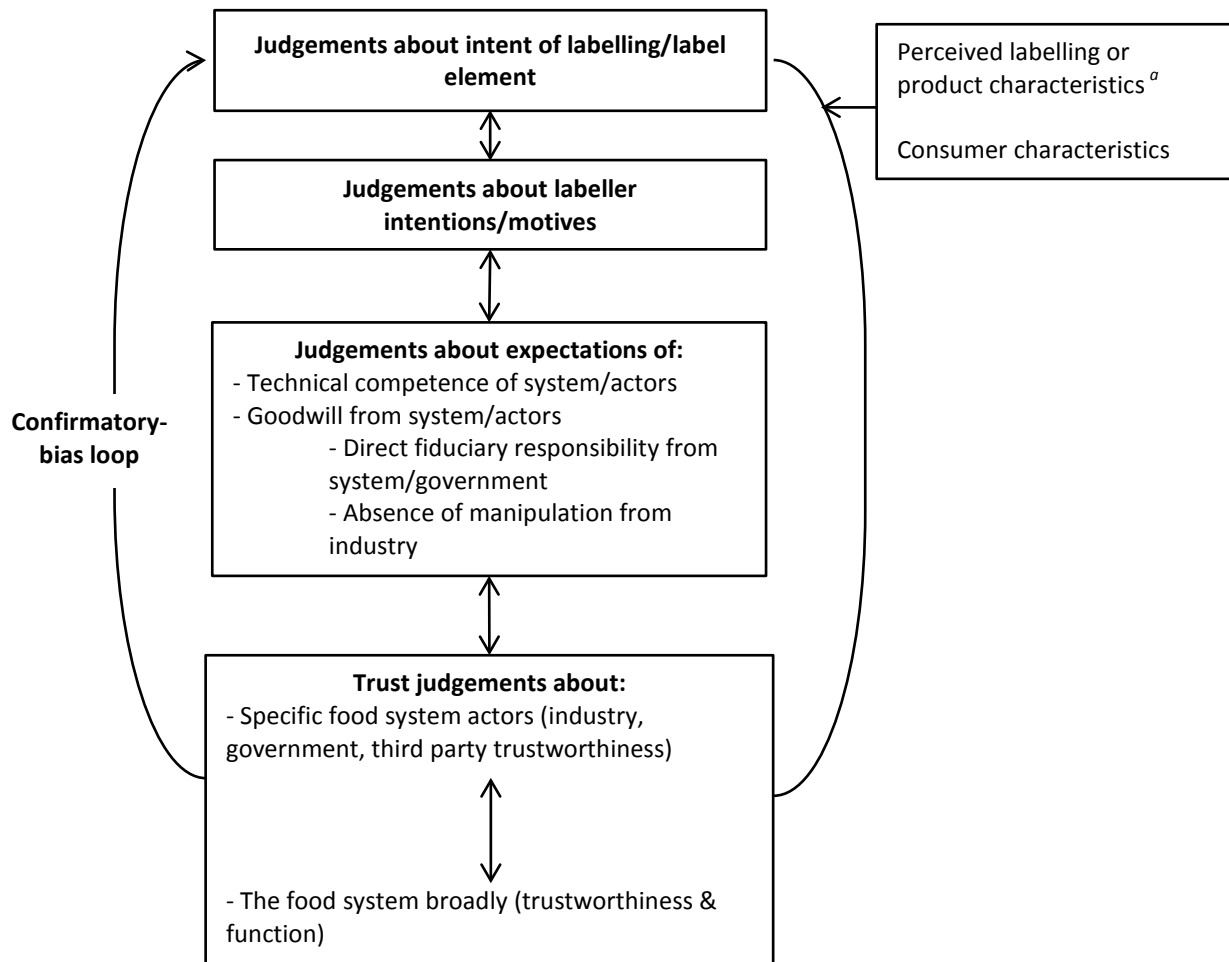 Judgements about intent of labelling/label
element
Perceived labelling or
product characteristics a
Consumer characteristics
Judgements about labeller
intentions/motives
Judgements about expectations of:
- Technical competence of system/actors
- Goodwill from system/actors
- Direct fiduciary responsibility from
system/government
- Absence of manipulation from
industry
Confirmatory-
bias loop
Trust judgements about:
- Specific food system actors (industry,
government, third party trustworthiness)
- The food system broadly (trustworthiness &
function)